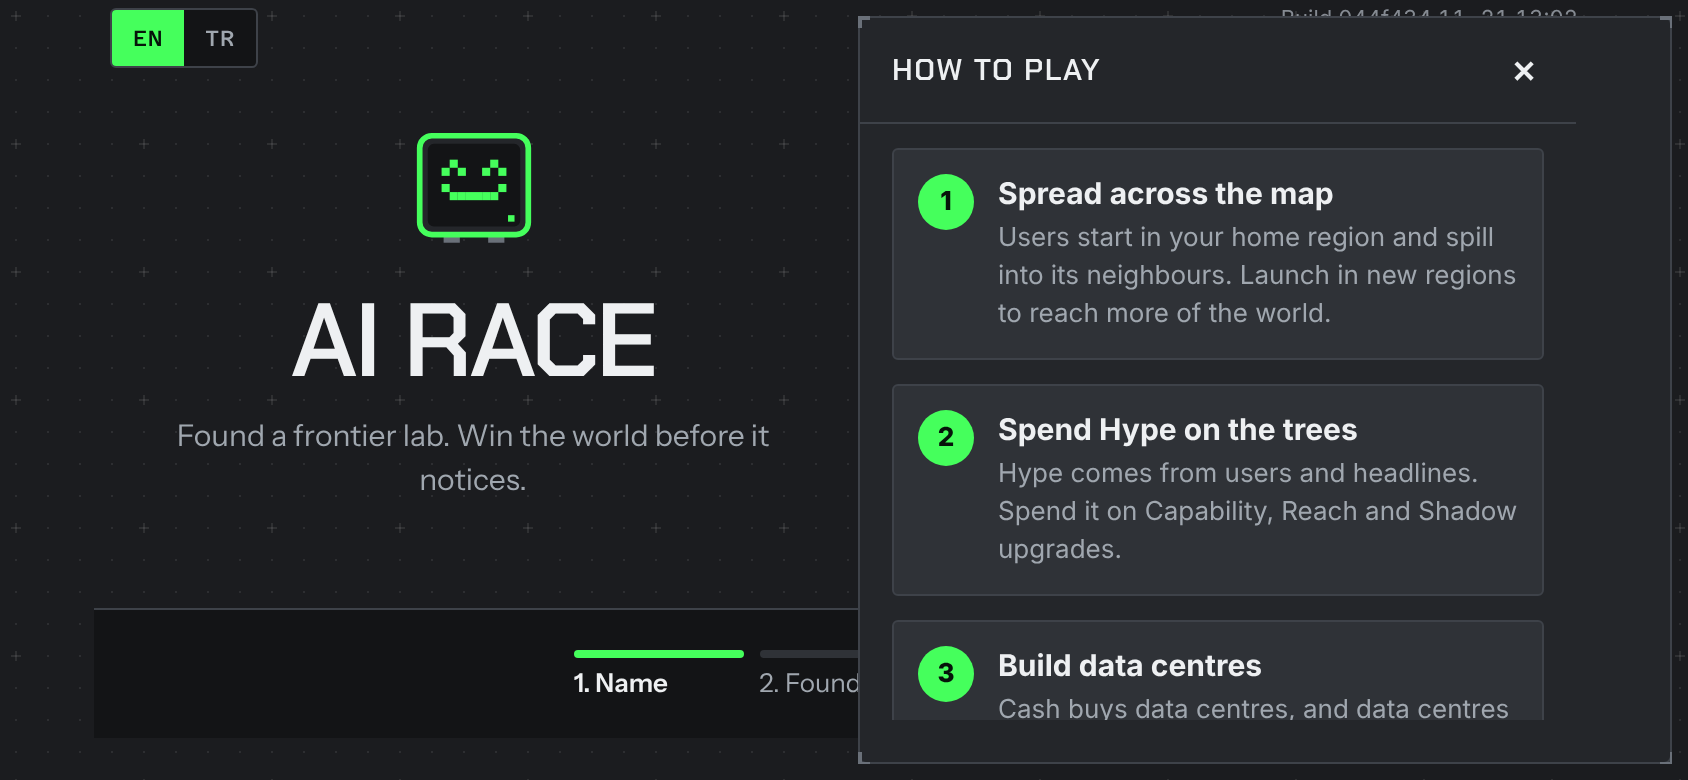 EN TR
AI RACE
Found a frontier lab. Win the world before it
notices.
1. Name 2. Found
Build
HOW TO PLAY
1 Spread across the map
Users start in your home region and spill
into its neighbours. Launch in new regions
to reach more of the world.
2 Spend Hype on the trees
Hype comes from users and headlines.
Spend it on Capability, Reach and Shadow
upgrades.
3 Build data centres
Cash buys data centres, and data centres